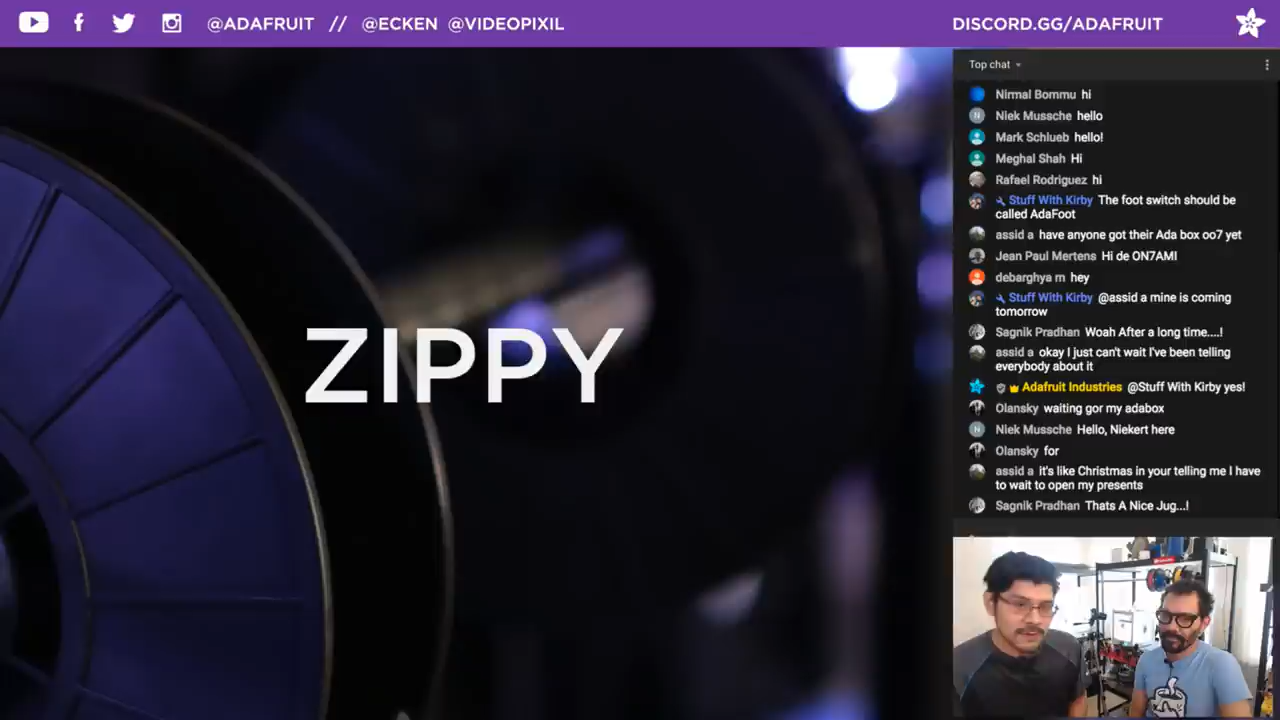 @ADAFRUIT // @ECKEN @VIDEOPIXIL
DISCORD.GG/ADAFRUIT
ZIPPY
Top chat
Nirmal Bommu hi
N Niek Mussche hello
Mark Schlueb hello!
Meghal Shah Hi
Rafael Rodriguez hi
Stuff With Kirby The foot switch should be
called AdaFoot
assid a have anyone got their Ada box oo7 yet
Jean Paul Mertens Hi de ON7AMI
debarghya m hey
Stuff With Kirby @assid a mine is coming
tomorrow
Sagnik Pradhan Woah After a long time....!
assid a okay I just can't wait I've been telling
everybody about it
Adafruit Industries @Stuff With Kirby yes!
Olansky waiting gor my adabox
N Niek Mussche Hello, Niekert here
Olansky for
assid a it's like Christmas in your telling me I have
to wait to open my presents
Sagnik Pradhan Thats A Nice Jug...!